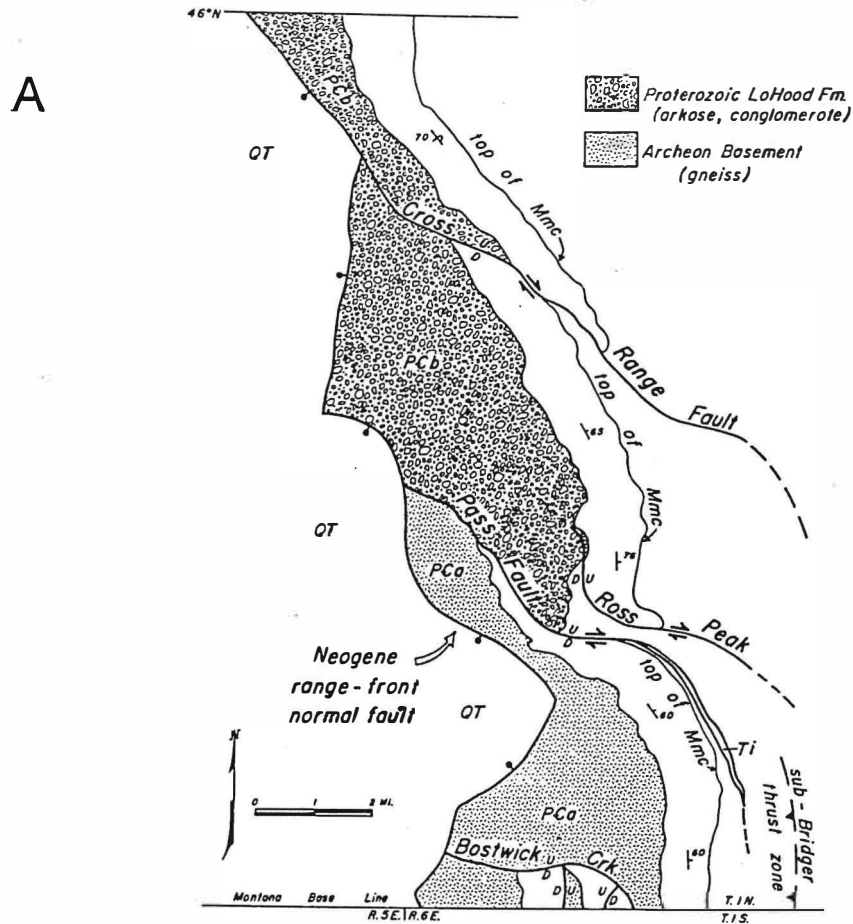 46°N
A
PCb
Proterozoic LaHood Fm.
(arkose, conglomerate)
Archean Basement
(gneiss)
QT
70
top of Mmc
Cross Range Fault
U
D
PCb
top of Mmc
65
76
QT
Pass Fault
PCa
D U
Ross Peak
U
D
Neogene
range-front
normal fault
QT
top of Mmc
60
Ti
N
0 1 2 MI.
PCa
sub-Bridger
thrust zone
Bostwick Crk.
U
D
D U
U
D
60
Montana Base Line
R.5E. R.6E.
T.1N.
T.1S.